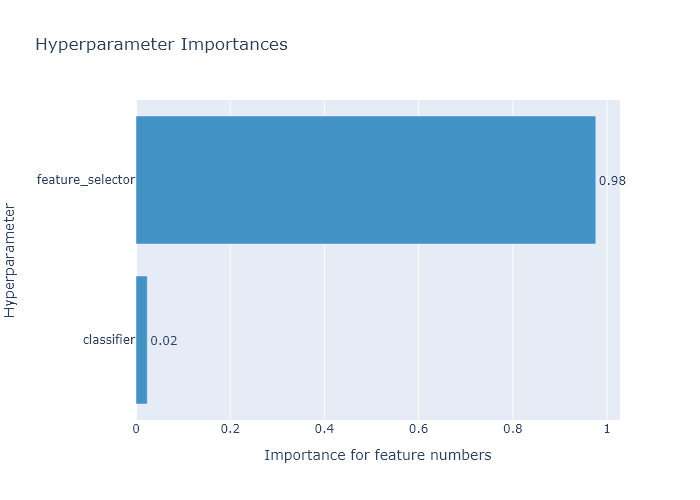 Hyperparameter Importances
Hyperparameter
feature_selector
0.98
classifier
0.02
0
0.2
0.4
0.6
0.8
1
Importance for feature numbers